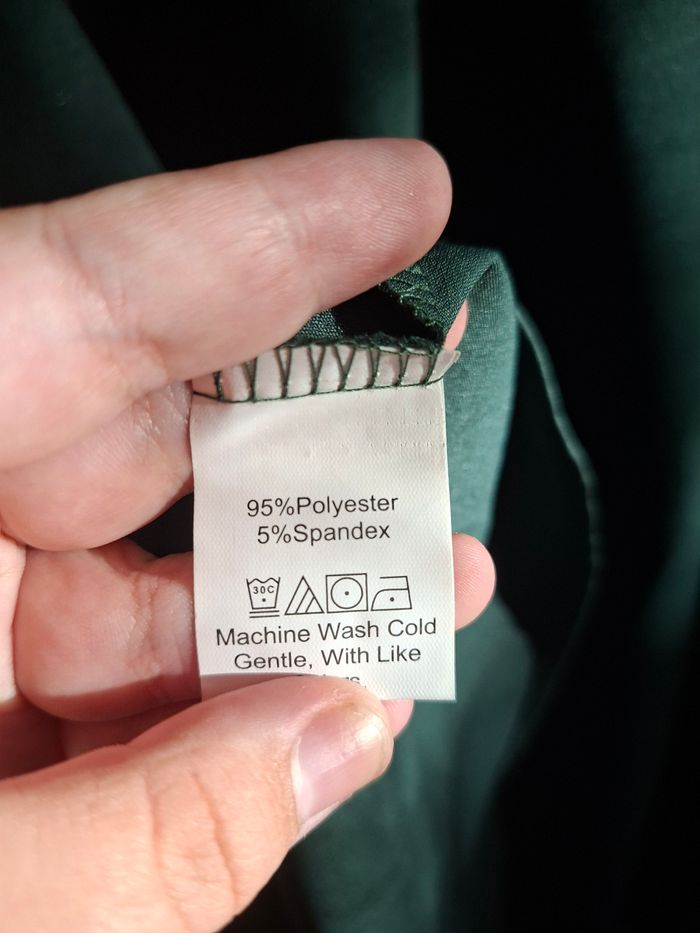 95%Polyester
5%Spandex
30C
Machine Wash Cold
Gentle, With Like